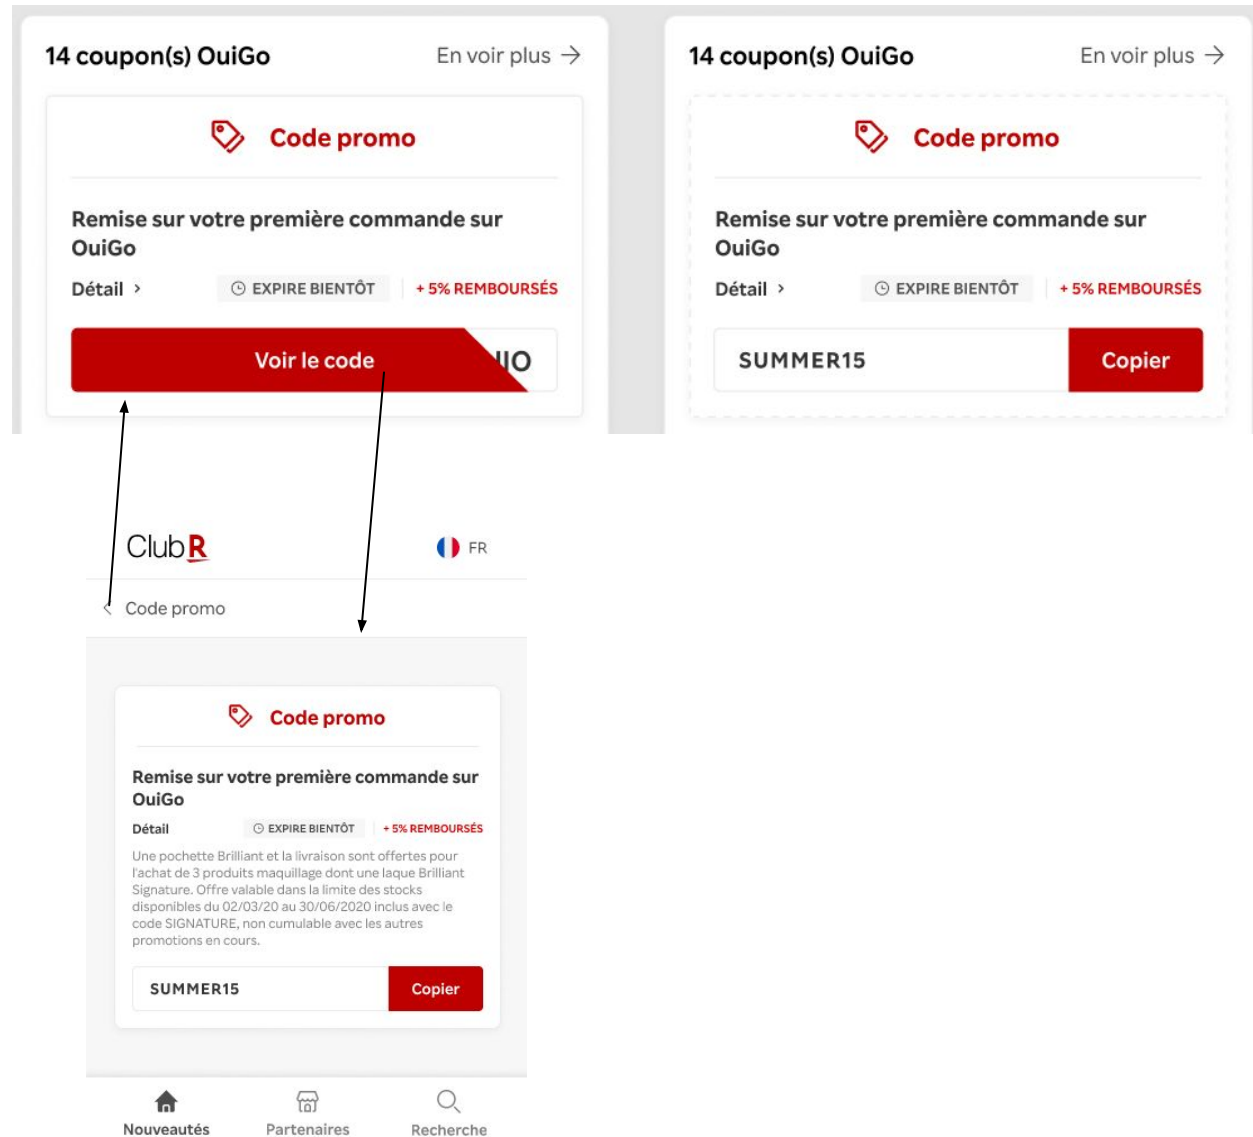 14 coupon(s) OuiGo
En voir plus
Code promo
Remise sur votre première commande sur
OuiGo
Détail
EXPIRE BIENTÔT
+ 5% REMBOURSÉS
Voir le code
14 coupon(s) OuiGo
En voir plus
Code promo
Remise sur votre première commande sur
OuiGo
Détail
EXPIRE BIENTÔT
+ 5% REMBOURSÉS
SUMMER15
Copier
Club R
FR
Code promo
Code promo
Remise sur votre première commande sur
OuiGo
Détail
EXPIRE BIENTÔT
+ 5% REMBOURSÉS
Une pochette Brilliant et la livraison sont offertes pour
l'achat de 3 produits maquillage dont une laque Brilliant
Signature. Offre valable dans la limite des stocks
disponibles du 02/03/20 au 30/06/2020 inclus avec le
code SIGNATURE, non cumulable avec les autres
promotions en cours.
SUMMER15
Copier
Nouveautés
Partenaires
Recherche